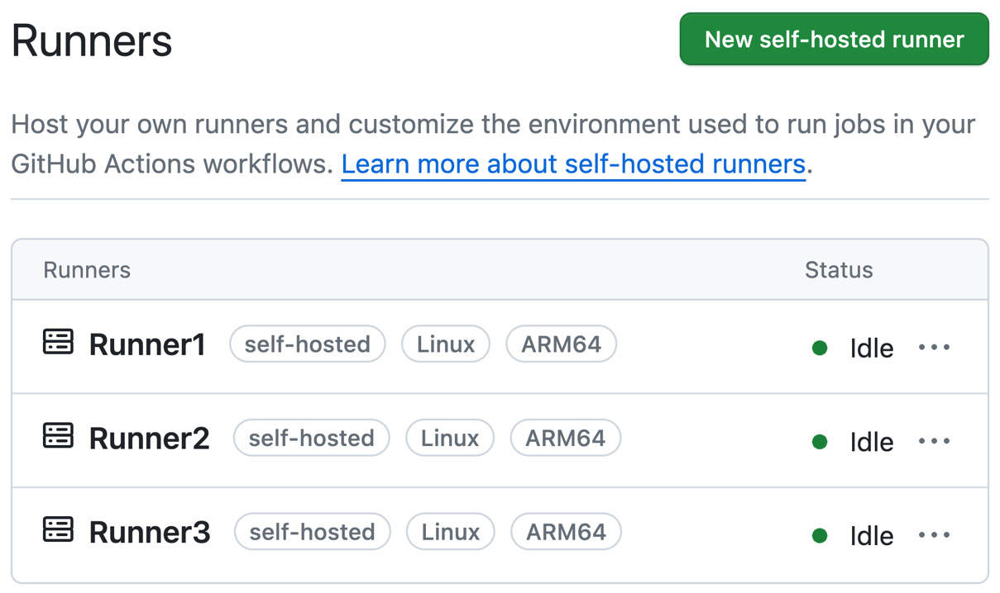 Runners
New self-hosted runner
Host your own runners and customize the environment used to run jobs in your
GitHub Actions workflows. Learn more about self-hosted runners.
Runners Status
Runner1 self-hosted Linux ARM64 Idle
Runner2 self-hosted Linux ARM64 Idle
Runner3 self-hosted Linux ARM64 Idle